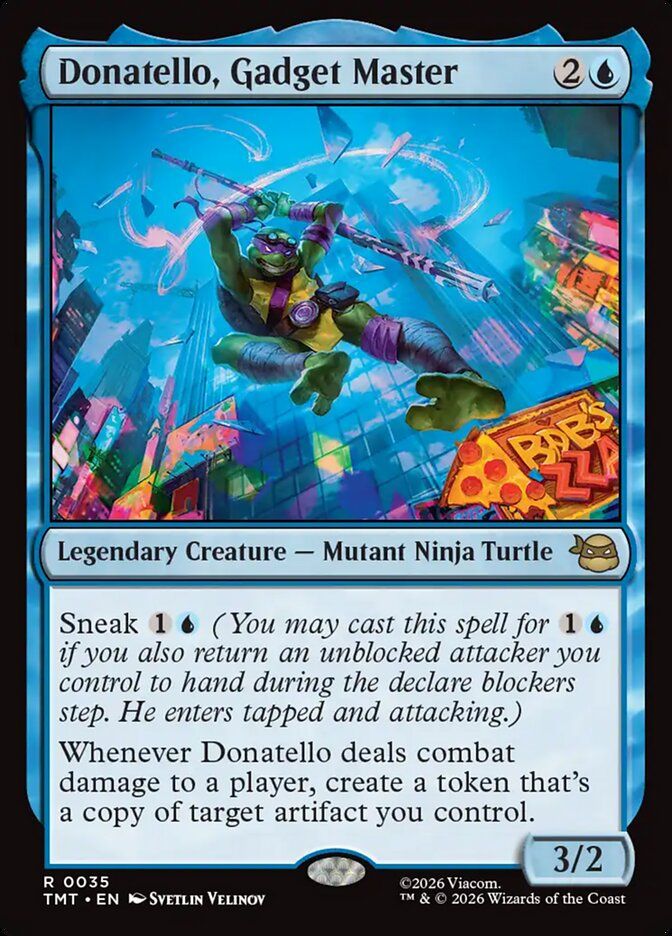 Donatello, Gadget Master 2
BOB'S
ZZA
Legendary Creature — Mutant Ninja Turtle
Sneak 1 (You may cast this spell for 1
if you also return an unblocked attacker you
control to hand during the declare blockers
step. He enters tapped and attacking.)
Whenever Donatello deals combat
damage to a player, create a token that's
a copy of target artifact you control.
3/2
R 0035
TMT • EN Svetlin Velinov
©2026 Viacom.
™ & © 2026 Wizards of the Coast